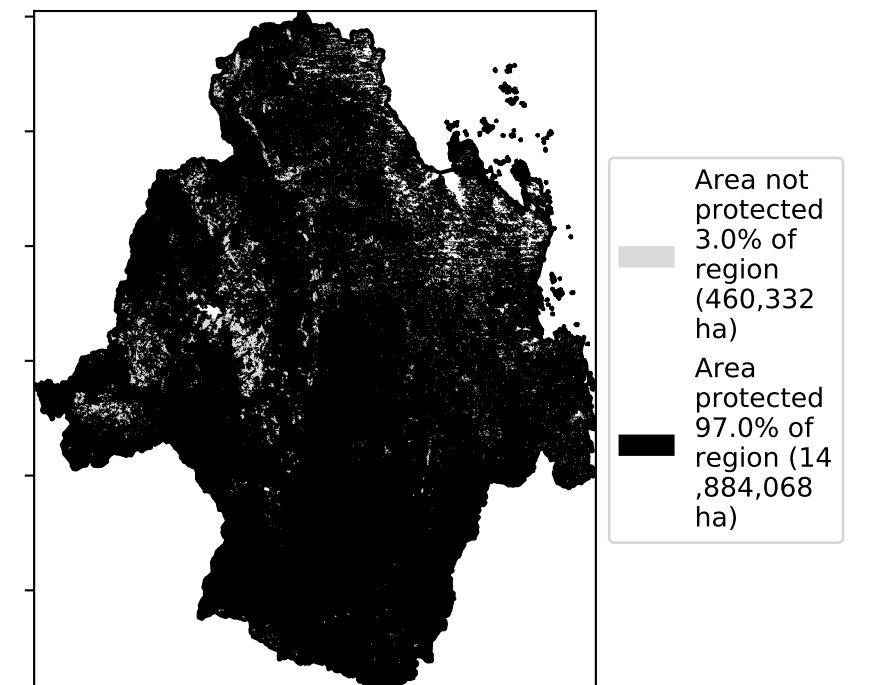 Area not
protected
3.0% of
region
(460,332
ha)
Area
protected
97.0% of
region (14
,884,068
ha)